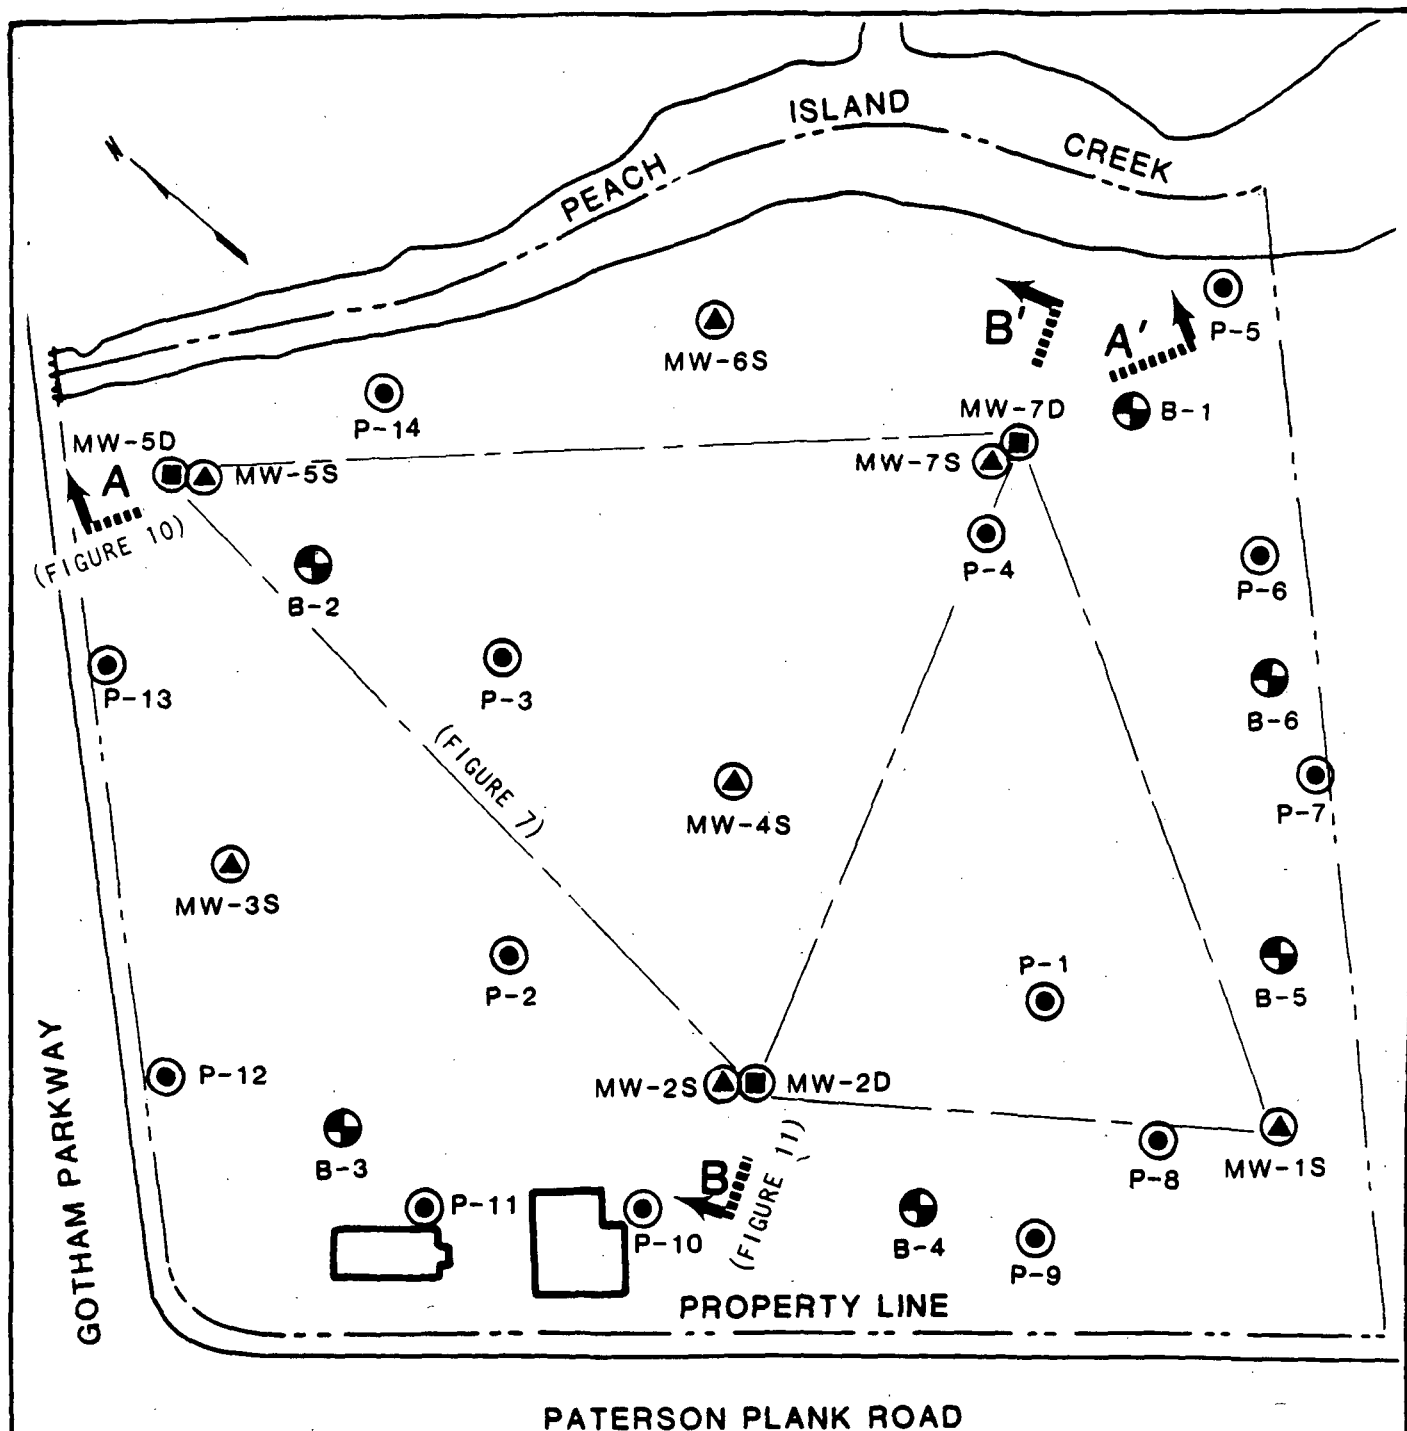 ISLAND
CREEK
PEACH
N
B'
A'
P-5
MW-6S
P-14
MW-7D
B-1
MW-5D
MW-5S
MW-7S
A
(FIGURE 10)
P-4
B-2
P-6
P-13
P-3
B-6
(FIGURE 7)
MW-4S
P-7
MW-3S
P-2
P-1
B-5
GOTHAM PARKWAY
P-12
MW-2S
MW-2D
B-3
B
(FIGURE 11)
P-8
MW-1S
P-11
P-10
B-4
P-9
PROPERTY LINE
PATERSON PLANK ROAD